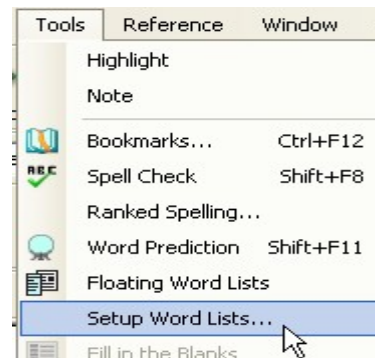 Tools Reference Window
Highlight
Note
Bookmarks... Ctrl+F12
ABC Spell Check Shift+F8
Ranked Spelling...
Word Prediction Shift+F11
Floating Word Lists
Setup Word Lists...
Fill in the Blanks